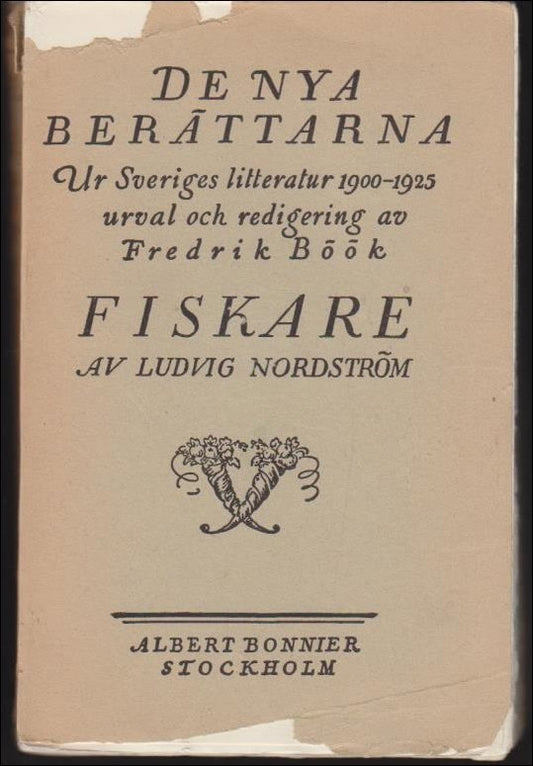 DE NYA
BERÄTTARNA
Ur Sveriges litteratur 1900-1925
urval och redigering av
Fredrik Böök
FISKARE
AV LUDVIG NORDSTRÖM
ALBERT BONNIER
STOCKHOLM